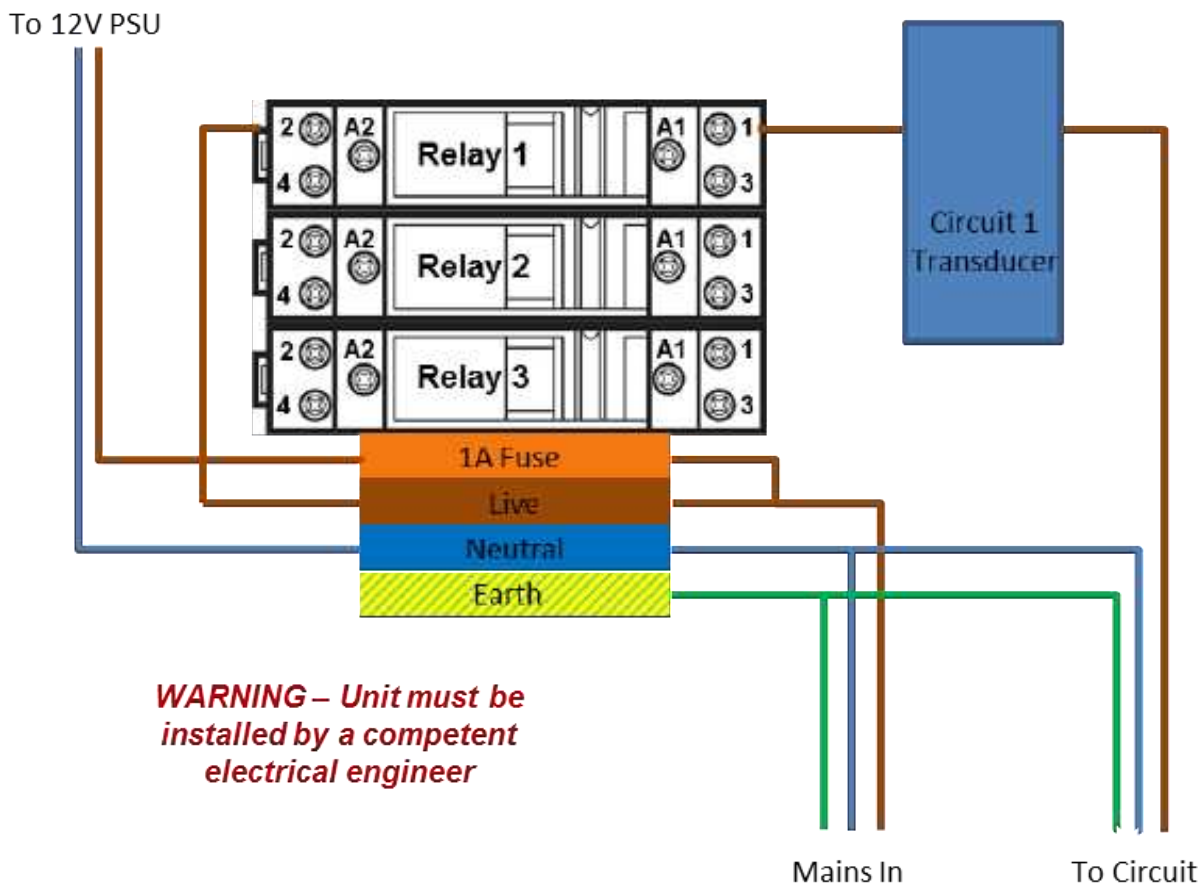 To 12V PSU
2 A2 Relay 1 A1 1
4 3
2 A2 Relay 2 A1 1
4 3
2 A2 Relay 3 A1 1
4 3
Circuit 1
Transducer
1A Fuse
Live
Neutral
Earth
WARNING – Unit must be
installed by a competent
electrical engineer
Mains In
To Circuit